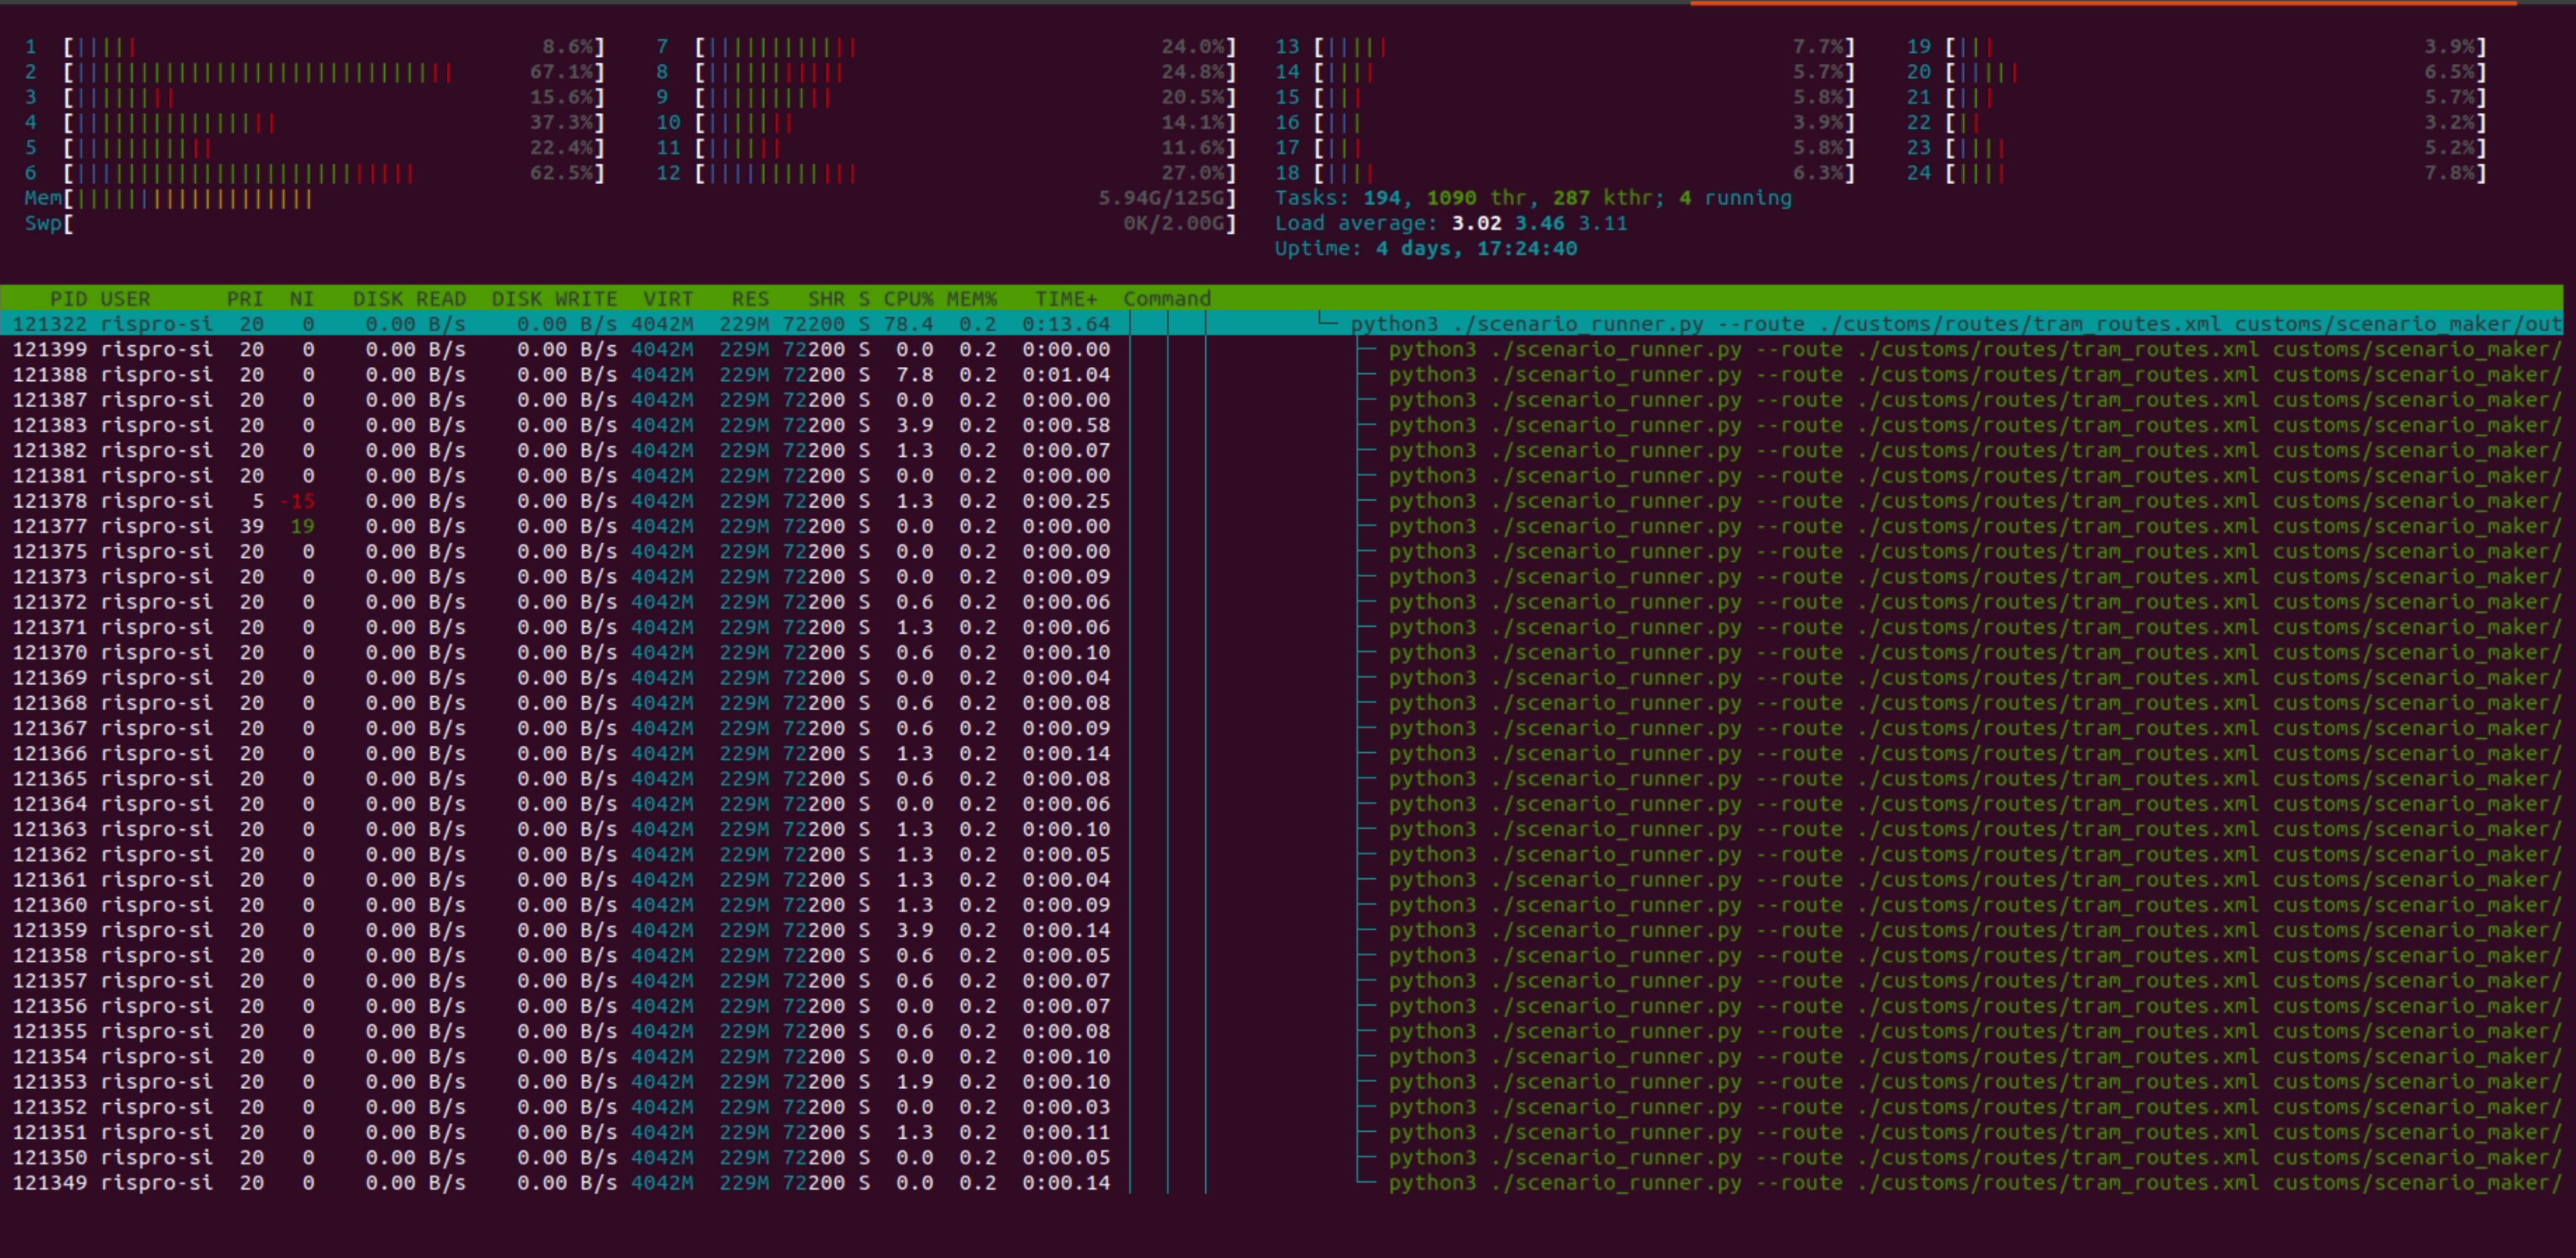 1 [||||| 8.6%] 7 [|||||||||||| 24.0%] 13 [||||| 7.7%] 19 [||| 3.9%]
2 [|||||||||||||||||||||||||||||| 67.1%] 8 [||||||||||| 24.8%] 14 [|||| 5.7%] 20 [||||| 6.5%]
3 [|||||||| 15.6%] 9 [|||||||||| 20.5%] 15 [||| 5.8%] 21 [||| 5.7%]
4 [|||||||||||||||| 37.3%] 10 [||||||| 14.1%] 16 [||| 3.9%] 22 [|| 3.2%]
5 [||||||||||| 22.4%] 11 [|||||| 11.6%] 17 [||| 5.8%] 23 [|||| 5.2%]
6 [||||||||||||||||||||||||||| 62.5%] 12 [|||||||||||| 27.0%] 18 [|||| 6.3%] 24 [|||| 7.8%]
Mem[||||||||||||||||||| 5.94G/125G] Tasks: 194, 1090 thr, 287 kthr; 4 running
Swp[ 0K/2.00G] Load average: 3.02 3.46 3.11
Uptime: 4 days, 17:24:40
PID USER PRI NI DISK READ DISK WRITE VIRT RES SHR S CPU% MEM% TIME+ Command
121322 rispro-si 20 0 0.00 B/s 0.00 B/s 4042M 229M 72200 S 78.4 0.2 0:13.64 python3 ./scenario_runner.py --route ./customs/routes/tram_routes.xml customs/scenario_maker/out
121399 rispro-si 20 0 0.00 B/s 0.00 B/s 4042M 229M 72200 S 0.0 0.2 0:00.00 python3 ./scenario_runner.py --route ./customs/routes/tram_routes.xml customs/scenario_maker/
121388 rispro-si 20 0 0.00 B/s 0.00 B/s 4042M 229M 72200 S 7.8 0.2 0:01.04 python3 ./scenario_runner.py --route ./customs/routes/tram_routes.xml customs/scenario_maker/
121387 rispro-si 20 0 0.00 B/s 0.00 B/s 4042M 229M 72200 S 0.0 0.2 0:00.00 python3 ./scenario_runner.py --route ./customs/routes/tram_routes.xml customs/scenario_maker/
121383 rispro-si 20 0 0.00 B/s 0.00 B/s 4042M 229M 72200 S 3.9 0.2 0:00.58 python3 ./scenario_runner.py --route ./customs/routes/tram_routes.xml customs/scenario_maker/
121382 rispro-si 20 0 0.00 B/s 0.00 B/s 4042M 229M 72200 S 1.3 0.2 0:00.07 python3 ./scenario_runner.py --route ./customs/routes/tram_routes.xml customs/scenario_maker/
121381 rispro-si 20 0 0.00 B/s 0.00 B/s 4042M 229M 72200 S 0.0 0.2 0:00.00 python3 ./scenario_runner.py --route ./customs/routes/tram_routes.xml customs/scenario_maker/
121378 rispro-si 5 -15 0.00 B/s 0.00 B/s 4042M 229M 72200 S 1.3 0.2 0:00.25 python3 ./scenario_runner.py --route ./customs/routes/tram_routes.xml customs/scenario_maker/
121377 rispro-si 39 19 0.00 B/s 0.00 B/s 4042M 229M 72200 S 0.0 0.2 0:00.00 python3 ./scenario_runner.py --route ./customs/routes/tram_routes.xml customs/scenario_maker/
121375 rispro-si 20 0 0.00 B/s 0.00 B/s 4042M 229M 72200 S 0.0 0.2 0:00.00 python3 ./scenario_runner.py --route ./customs/routes/tram_routes.xml customs/scenario_maker/
121373 rispro-si 20 0 0.00 B/s 0.00 B/s 4042M 229M 72200 S 0.0 0.2 0:00.09 python3 ./scenario_runner.py --route ./customs/routes/tram_routes.xml customs/scenario_maker/
121372 rispro-si 20 0 0.00 B/s 0.00 B/s 4042M 229M 72200 S 0.6 0.2 0:00.06 python3 ./scenario_runner.py --route ./customs/routes/tram_routes.xml customs/scenario_maker/
121371 rispro-si 20 0 0.00 B/s 0.00 B/s 4042M 229M 72200 S 1.3 0.2 0:00.06 python3 ./scenario_runner.py --route ./customs/routes/tram_routes.xml customs/scenario_maker/
121370 rispro-si 20 0 0.00 B/s 0.00 B/s 4042M 229M 72200 S 0.6 0.2 0:00.10 python3 ./scenario_runner.py --route ./customs/routes/tram_routes.xml customs/scenario_maker/
121369 rispro-si 20 0 0.00 B/s 0.00 B/s 4042M 229M 72200 S 0.0 0.2 0:00.04 python3 ./scenario_runner.py --route ./customs/routes/tram_routes.xml customs/scenario_maker/
121368 rispro-si 20 0 0.00 B/s 0.00 B/s 4042M 229M 72200 S 0.6 0.2 0:00.08 python3 ./scenario_runner.py --route ./customs/routes/tram_routes.xml customs/scenario_maker/
121367 rispro-si 20 0 0.00 B/s 0.00 B/s 4042M 229M 72200 S 0.6 0.2 0:00.09 python3 ./scenario_runner.py --route ./customs/routes/tram_routes.xml customs/scenario_maker/
121366 rispro-si 20 0 0.00 B/s 0.00 B/s 4042M 229M 72200 S 1.3 0.2 0:00.14 python3 ./scenario_runner.py --route ./customs/routes/tram_routes.xml customs/scenario_maker/
121365 rispro-si 20 0 0.00 B/s 0.00 B/s 4042M 229M 72200 S 0.6 0.2 0:00.08 python3 ./scenario_runner.py --route ./customs/routes/tram_routes.xml customs/scenario_maker/
121364 rispro-si 20 0 0.00 B/s 0.00 B/s 4042M 229M 72200 S 0.0 0.2 0:00.06 python3 ./scenario_runner.py --route ./customs/routes/tram_routes.xml customs/scenario_maker/
121363 rispro-si 20 0 0.00 B/s 0.00 B/s 4042M 229M 72200 S 1.3 0.2 0:00.10 python3 ./scenario_runner.py --route ./customs/routes/tram_routes.xml customs/scenario_maker/
121362 rispro-si 20 0 0.00 B/s 0.00 B/s 4042M 229M 72200 S 1.3 0.2 0:00.05 python3 ./scenario_runner.py --route ./customs/routes/tram_routes.xml customs/scenario_maker/
121361 rispro-si 20 0 0.00 B/s 0.00 B/s 4042M 229M 72200 S 1.3 0.2 0:00.04 python3 ./scenario_runner.py --route ./customs/routes/tram_routes.xml customs/scenario_maker/
121360 rispro-si 20 0 0.00 B/s 0.00 B/s 4042M 229M 72200 S 1.3 0.2 0:00.09 python3 ./scenario_runner.py --route ./customs/routes/tram_routes.xml customs/scenario_maker/
121359 rispro-si 20 0 0.00 B/s 0.00 B/s 4042M 229M 72200 S 3.9 0.2 0:00.14 python3 ./scenario_runner.py --route ./customs/routes/tram_routes.xml customs/scenario_maker/
121358 rispro-si 20 0 0.00 B/s 0.00 B/s 4042M 229M 72200 S 0.6 0.2 0:00.05 python3 ./scenario_runner.py --route ./customs/routes/tram_routes.xml customs/scenario_maker/
121357 rispro-si 20 0 0.00 B/s 0.00 B/s 4042M 229M 72200 S 0.6 0.2 0:00.07 python3 ./scenario_runner.py --route ./customs/routes/tram_routes.xml customs/scenario_maker/
121356 rispro-si 20 0 0.00 B/s 0.00 B/s 4042M 229M 72200 S 0.0 0.2 0:00.07 python3 ./scenario_runner.py --route ./customs/routes/tram_routes.xml customs/scenario_maker/
121355 rispro-si 20 0 0.00 B/s 0.00 B/s 4042M 229M 72200 S 0.6 0.2 0:00.08 python3 ./scenario_runner.py --route ./customs/routes/tram_routes.xml customs/scenario_maker/
121354 rispro-si 20 0 0.00 B/s 0.00 B/s 4042M 229M 72200 S 0.0 0.2 0:00.10 python3 ./scenario_runner.py --route ./customs/routes/tram_routes.xml customs/scenario_maker/
121353 rispro-si 20 0 0.00 B/s 0.00 B/s 4042M 229M 72200 S 1.9 0.2 0:00.10 python3 ./scenario_runner.py --route ./customs/routes/tram_routes.xml customs/scenario_maker/
121352 rispro-si 20 0 0.00 B/s 0.00 B/s 4042M 229M 72200 S 0.0 0.2 0:00.03 python3 ./scenario_runner.py --route ./customs/routes/tram_routes.xml customs/scenario_maker/
121351 rispro-si 20 0 0.00 B/s 0.00 B/s 4042M 229M 72200 S 1.3 0.2 0:00.11 python3 ./scenario_runner.py --route ./customs/routes/tram_routes.xml customs/scenario_maker/
121350 rispro-si 20 0 0.00 B/s 0.00 B/s 4042M 229M 72200 S 0.0 0.2 0:00.05 python3 ./scenario_runner.py --route ./customs/routes/tram_routes.xml customs/scenario_maker/
121349 rispro-si 20 0 0.00 B/s 0.00 B/s 4042M 229M 72200 S 0.0 0.2 0:00.14 python3 ./scenario_runner.py --route ./customs/routes/tram_routes.xml customs/scenario_maker/